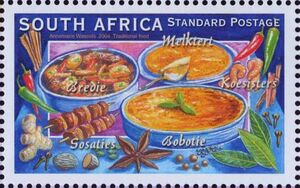 SOUTH AFRICA STANDARD POSTAGE
Annemarie Wessels 2004 Traditional food
Melktert
Bredie
Koesisters
Sosaties
Bobotie